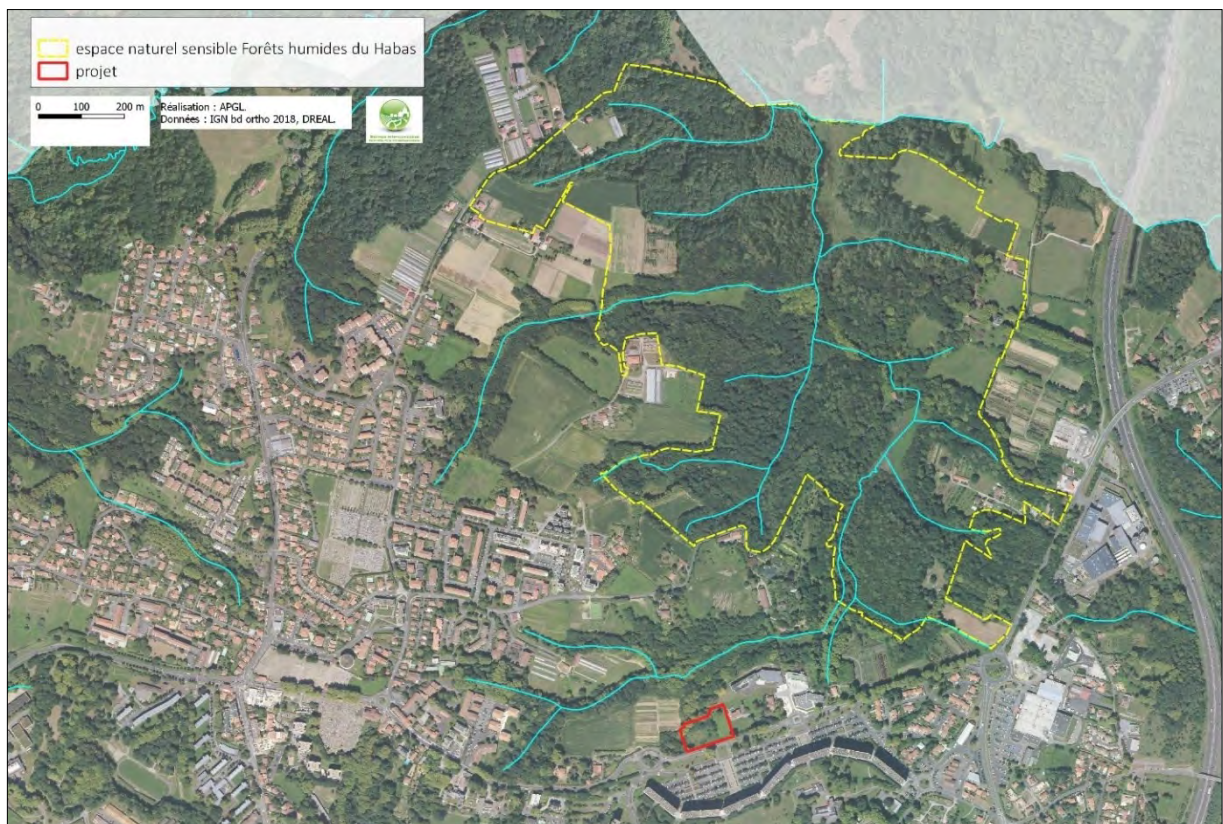 espace naturel sensible Forêts humides du Habas
projet
0 100 200 m
Réalisation : APGL.
Données : IGN bd ortho 2018, DREAL.